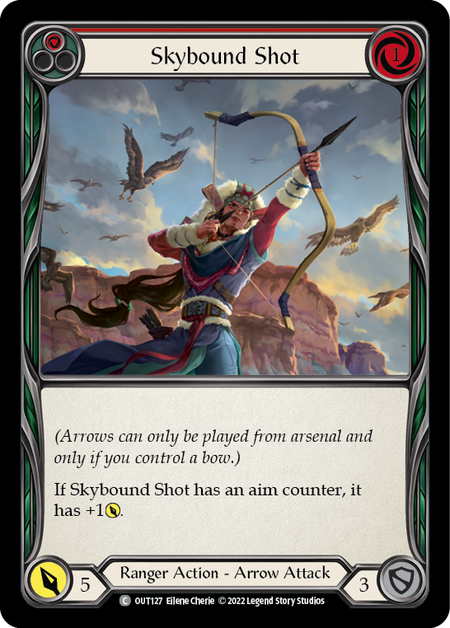 Skybound Shot
1
(Arrows can only be played from arsenal and
only if you control a bow.)
If Skybound Shot has an aim counter, it
has +1.
5
Ranger Action - Arrow Attack
3
C OUT127 Eilene Cherie © 2022 Legend Story Studios